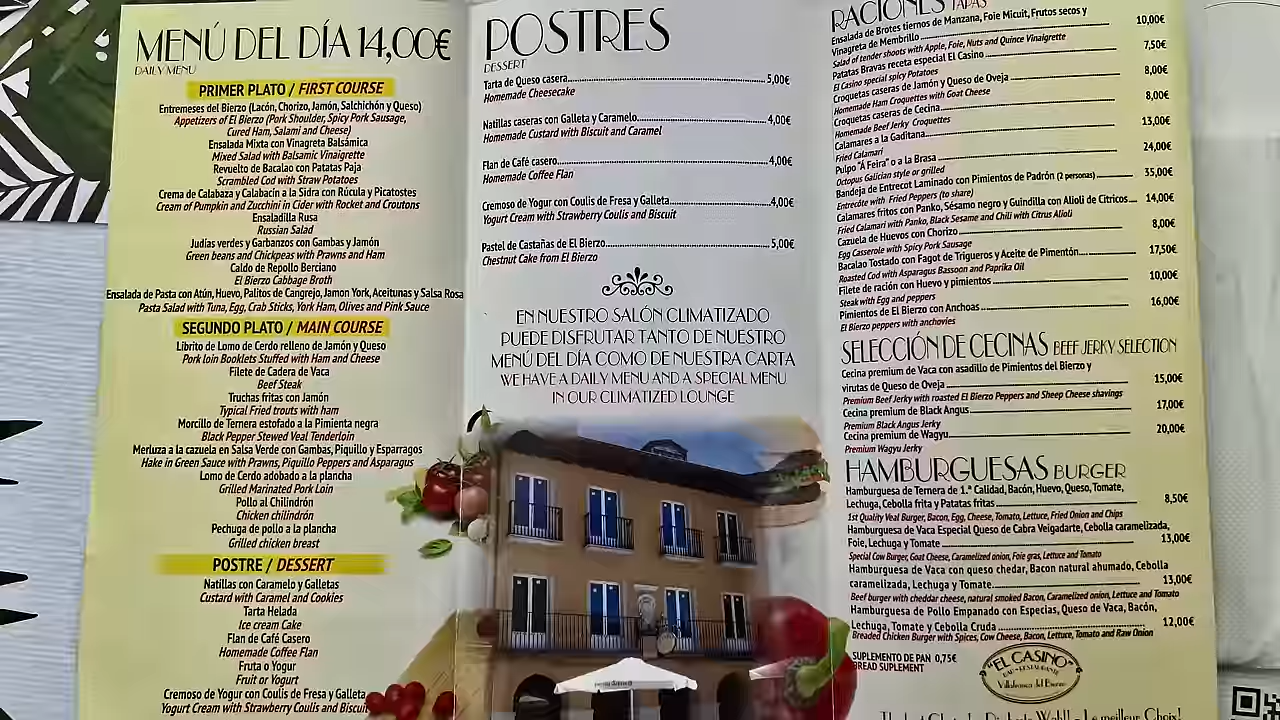 MENÚ DEL DÍA 14,00€
DAILY MENU
PRIMER PLATO / FIRST COURSE
Entremeses del Bierzo (Lacón, Chorizo, Jamón, Salchichón y Queso)
Appetizers of El Bierzo (Pork Shoulder, Spicy Pork Sausage,
Cured Ham, Salami and Cheese)
Ensalada Mixta con Vinagreta Balsámica
Mixed Salad with Balsamic Vinaigrette
Revuelto de Bacalao con Patatas Paja
Scrambled Cod with Straw Potatoes
Crema de Calabaza y Calabacín a la Sidra con Rúcula y Picatostes
Cream of Pumpkin and Zucchini in Cider with Rocket and Croutons
Ensaladilla Rusa
Russian Salad
Judías verdes y Garbanzos con Gambas y Jamón
Green beans and Chickpeas with Prawns and Ham
Caldo de Repollo Berciano
El Bierzo Cabbage Broth
Ensalada de Pasta con Atún, Huevo, Palitos de Cangrejo, Jamon York, Aceitunas y Salsa Rosa
Pasta Salad with Tuna, Egg, Crab Sticks, York Ham, Olives and Pink Sauce
SEGUNDO PLATO / MAIN COURSE
Librito de Lomo de Cerdo relleno de Jamón y Queso
Pork loin Booklets Stuffed with Ham and Cheese
Filete de Cadera de Vaca
Beef Steak
Truchas fritas con Jamón
Typical Fried trouts with ham
Morcillo de Ternera estofado a la Pimienta negra
Black Pepper Stewed Veal Tenderloin
Merluza a la cazuela en Salsa Verde con Gambas, Piquillo y Esparragos
Hake in Green Sauce with Prawns, Piquillo Peppers and Asparagus
Lomo de Cerdo adobado a la plancha
Grilled Marinated Pork Loin
Pollo al Chilindrón
Chicken chilindrón
Pechuga de pollo a la plancha
Grilled chicken breast
POSTRE / DESSERT
Natillas con Caramelo y Galletas
Custard with Caramel and Cookies
Tarta Helada
Ice cream Cake
Flan de Café Casero
Homemade Coffee Flan
Fruta o Yogur
Fruit or Yogurt
Cremoso de Yogur con Coulis de Fresa y Galleta
Yogurt Cream with Strawberry Coulis and Biscuit
POSTRES
DESSERT
Tarta de Queso casera 5,00€
Homemade Cheesecake
Natillas caseras con Galleta y Caramelo 4,00€
Homemade Custard with Biscuit and Caramel
Flan de Café casero 4,00€
Homemade Coffee Flan
Cremoso de Yogur con Coulis de Fresa y Galleta 4,00€
Yogurt Cream with Strawberry Coulis and Biscuit
Pastel de Castañas de El Bierzo 5,00€
Chestnut Cake from El Bierzo
EN NUESTRO SALÓN CLIMATIZADO
PUEDE DISFRUTAR TANTO DE NUESTRO
MENÚ DEL DÍA COMO DE NUESTRA CARTA
WE HAVE A DAILY MENU AND A SPECIAL MENU
IN OUR CLIMATIZED LOUNGE
RACIONES TAPAS
Ensalada de Brotes tiernos de Manzana, Foie Micuit, Frutos secos y
Vinagreta de Membrillo 10,00€
Salad of tender shoots with Apple, Foie, Nuts and Quince Vinaigrette
Patatas Bravas receta especial El Casino 7,50€
El Casino special spicy Potatoes
Croquetas caseras de Jamón y Queso de Oveja 8,00€
Homemade Ham Croquettes with Goat Cheese
Croquetas caseras de Cecina 8,00€
Homemade Beef Jerky Croquettes
Calamares a la Gaditana 13,00€
Fried Calamari
Pulpo "Á Feira" o a la Brasa 24,00€
Octopus Galician style or grilled
Bandeja de Entrecot Laminado con Pimientos de Padrón (2 personas) 35,00€
Entrecôte with Fried Peppers (to share)
Calamares fritos con Panko, Sésamo negro y Guindilla con Alioli de Citricos 14,00€
Fried Calamari with Panko, Black Sesame and Chili with Citrus Alioli
Cazuela de Huevos con Chorizo 8,00€
Egg Casserole with Spicy Pork Sausage
Bacalao Tostado con Fagot de Trigueros y Aceite de Pimentón 17,50€
Roasted Cod with Asparagus Bassoon and Paprika Oil
Filete de ración con Huevo y pimientos 10,00€
Steak with Egg and peppers
Pimientos de El Bierzo con Anchoas 16,00€
El Bierzo peppers with anchovies
SELECCIÓN DE CECINAS BEEF JERKY SELECTION
Cecina premium de Vaca con asadillo de Pimientos del Bierzo y
virutas de Queso de Oveja 15,00€
Premium Beef Jerky with roasted El Bierzo Peppers and Sheep Cheese shavings
Cecina premium de Black Angus 17,00€
Premium Black Angus Jerky
Cecina premium de Wagyu 20,00€
Premium Wagyu Jerky
HAMBURGUESAS BURGER
Hamburguesa de Ternera de 1.ª Calidad, Bacón, Huevo, Queso, Tomate,
Lechuga, Cebolla frita y Patatas fritas 8,50€
1st Quality Veal Burger, Bacon, Egg, Cheese, Tomato, Lettuce, Fried Onion and Chips
Hamburguesa de Vaca Especial Queso de Cabra Veigadarte, Cebolla caramelizada,
Foie, Lechuga y Tomate 13,00€
Special Cow Burger, Goat Cheese, Caramelized onion, Foie gras, Lettuce and Tomato
Hamburguesa de Vaca con queso chedar, Bacon natural ahumado, Cebolla
caramelizada, Lechuga y Tomate 13,00€
Beef burger with cheddar cheese, natural smoked Bacon, Caramelized onion, Lettuce and Tomato
Hamburguesa de Pollo Empanado con Especias, Queso de Vaca, Bacón,
Lechuga, Tomate y Cebolla Cruda 12,00€
Breaded Chicken Burger with Spices, Cow Cheese, Bacon, Lettuce, Tomato and Raw Onion
SUPLEMENTO DE PAN 0,75€
BREAD SUPLEMENT
"EL CASINO"
BAR - RESTAURANTE
Villafranca del Bierzo